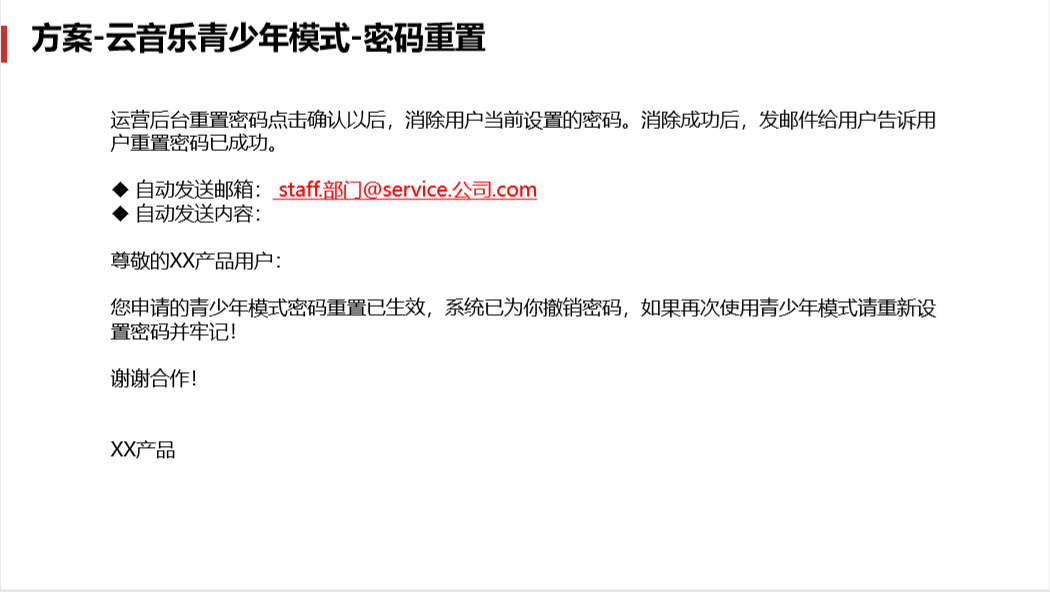 方案-云音乐青少年模式-密码重置
运营后台重置密码点击确认以后，消除用户当前设置的密码。消除成功后，发邮件给用户告诉用
户重置密码已成功。
◆ 自动发送邮箱： staff.部门@service.公司.com
◆ 自动发送内容：
尊敬的XX产品用户：
您申请的青少年模式密码重置已生效，系统已为你撤销密码，如果再次使用青少年模式请重新设
置密码并牢记！
谢谢合作！
XX产品